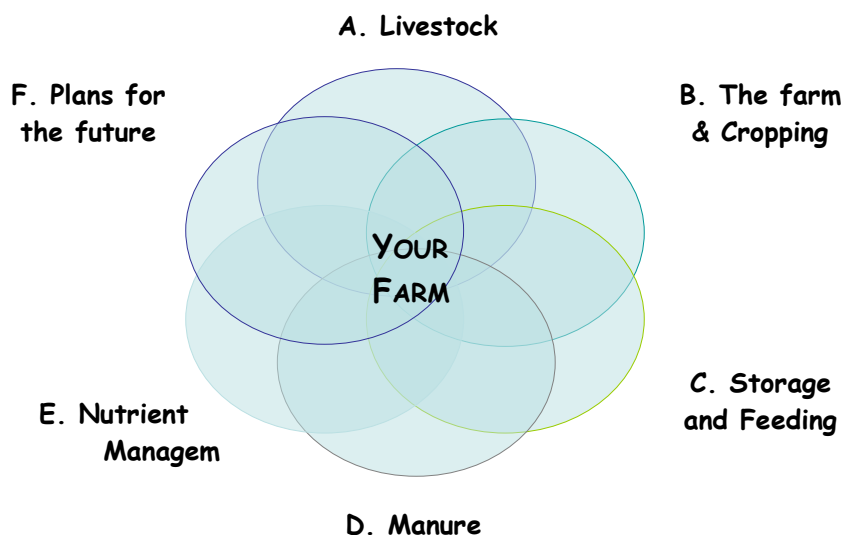 A. Livestock
F. Plans for
the future
B. The farm
& Cropping
YOUR
FARM
C. Storage
and Feeding
E. Nutrient
Managem
D. Manure